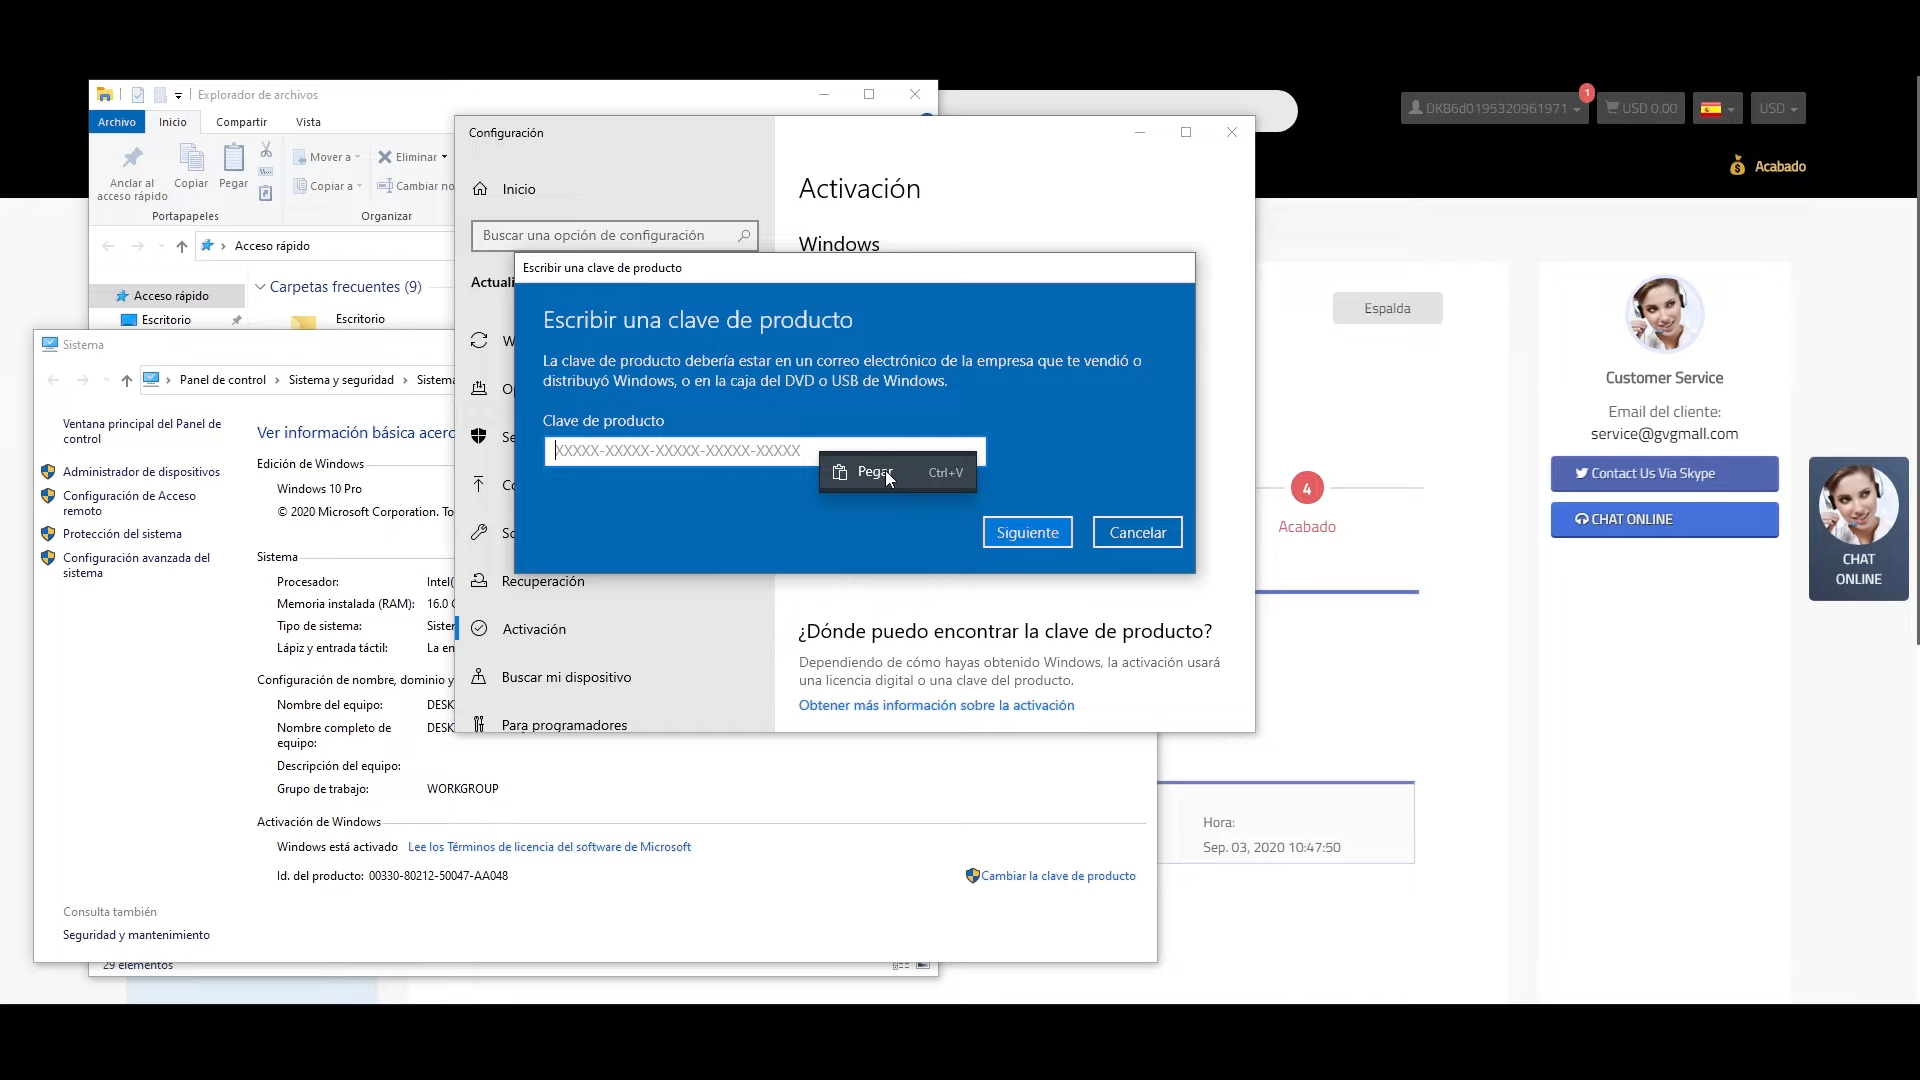 Explorador de archivos
Archivo
Inicio
Compartir
Vista
Anclar al
acceso rápido
Copiar
Pegar
Mover a
Copiar a
Eliminar
Portapapeles
Organizar
Acceso rápido
Acceso rápido
Escritorio
Carpetas frecuentes (9)
Escritorio
29 elementos
Sistema
Panel de control
Sistema y seguridad
Ventana principal del Panel de
control
Administrador de dispositivos
Configuración de Acceso
remoto
Protección del sistema
Configuración avanzada del
sistema
Consulta también
Seguridad y mantenimiento
Ver información básica
Edición de Windows
Windows 10 Pro
© 2020 Microsoft Corporation.
Sistema
Procesador:
Memoria instalada (RAM):
16.0
Tipo de sistema:
Lápiz y entrada táctil:
Configuración de nombre, dominio y
Nombre del equipo:
Nombre completo de
equipo:
Descripción del equipo:
Grupo de trabajo:
WORKGROUP
Activación de Windows
Windows está activado
Lee los Términos de licencia del software de Microsoft
Id. del producto: 00330-80212-50047-AA048
Cambiar la clave de producto
Configuración
Inicio
Buscar una opción de configuración
Recuperación
Activación
Buscar mi dispositivo
Para programadores
Activación
Windows
¿Dónde puedo encontrar la clave de producto?
Dependiendo de cómo hayas obtenido Windows, la activación usará
una licencia digital o una clave del producto.
Obtener más información sobre la activación
Escribir una clave de producto
Escribir una clave de producto
La clave de producto debería estar en un correo electrónico de la empresa que te vendió o
distribuyó Windows, o en la caja del DVD o USB de Windows.
Clave de producto
XXXXX-XXXXX-XXXXX-XXXXX-XXXXX
Pegar
Ctrl+V
Siguiente
Cancelar
DK86d0195320961971
1
USD 0.00
USD
Acabado
Espalda
4
Acabado
Hora:
Sep. 03, 2020 10:47:50
Customer Service
Email del cliente:
service@gvgmall.com
Contact Us Via Skype
CHAT ONLINE
CHAT
ONLINE